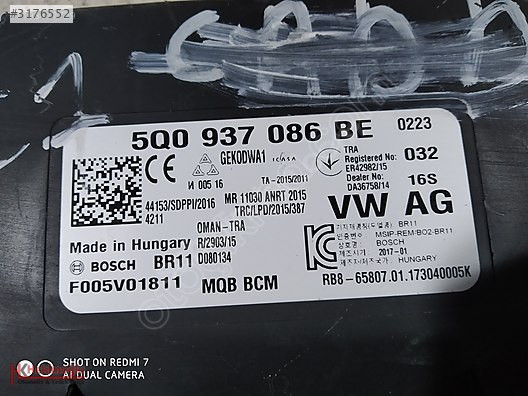 #3176552
5Q0 937 086 BE 0223
CE
GEKODWA1 ICASA
И 005 16 TA-2015/2011
TRA
Registered No: 032
ER42982/15
Dealer No: 16S
DA36758/14
44153/SDPPI/2016 MR 11030 ANRT 2015
4211 TRC/LPD/2015/387
VW AG
OMAN-TRA
Made in Hungary R/2903/15
BOSCH BR11 D080134
F005V01811 MQB BCM
BR11
MSIP-REM/BO2-BR11
BOSCH.
2017-01
HUNGARY
RB8-65807.01.173040005K
SHOT ON REDMI 7
AI DUAL CAMERA